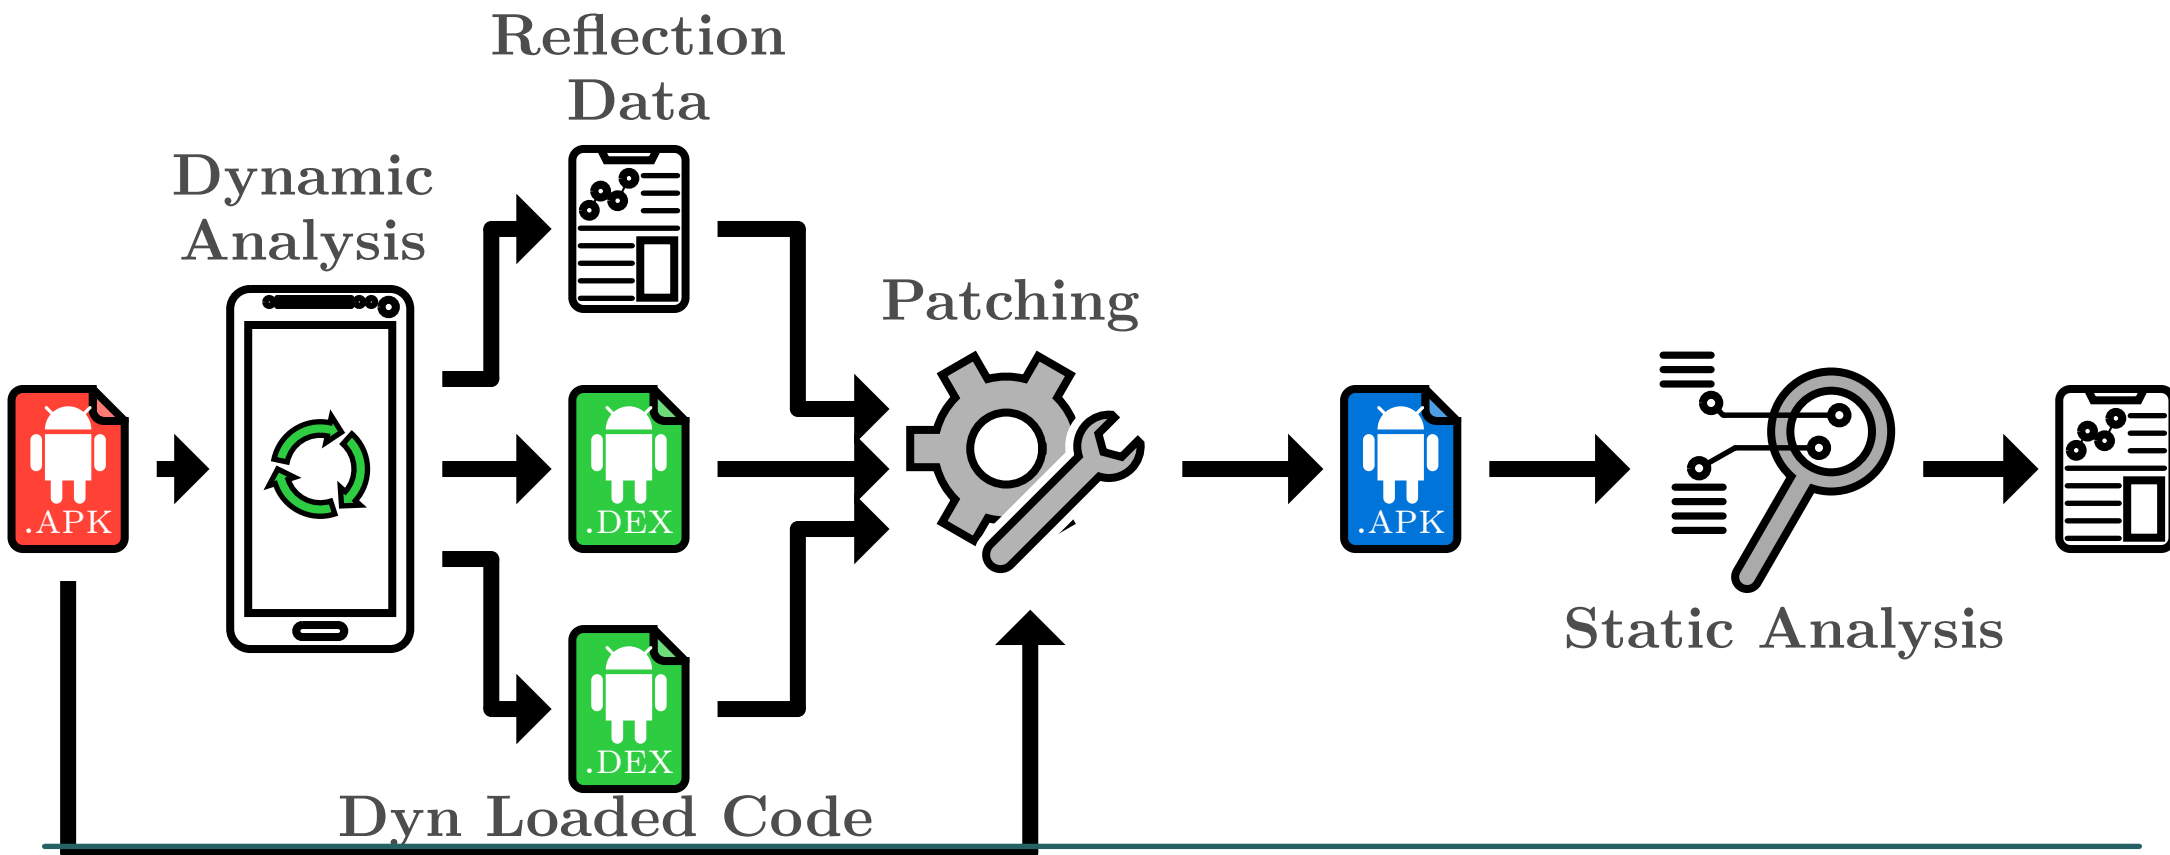 Reflection
Data
Dynamic
Analysis
Patching
.APK
.DEX
.APK
Static Analysis
.DEX
Dyn Loaded Code